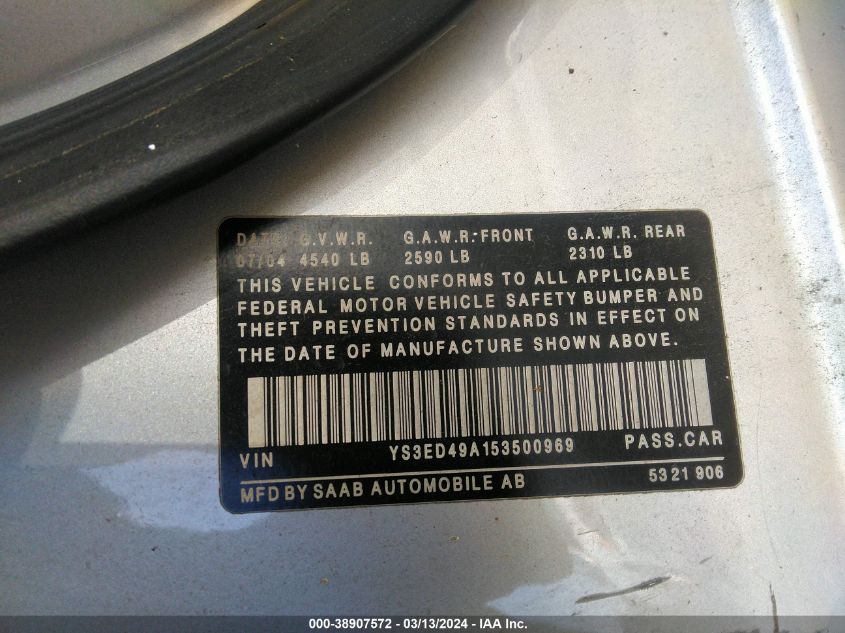 DATE G.V.W.R. G.A.W.R.-FRONT G.A.W.R. REAR
07/04 4540 LB 2590 LB 2310 LB
THIS VEHICLE CONFORMS TO ALL APPLICABLE
FEDERAL MOTOR VEHICLE SAFETY BUMPER AND
THEFT PREVENTION STANDARDS IN EFFECT ON
THE DATE OF MANUFACTURE SHOWN ABOVE.
VIN YS3ED49A153500969 PASS.CAR
MFD BY SAAB AUTOMOBILE AB 5321 906
000-38907572 - 03/13/2024 - IAA Inc.